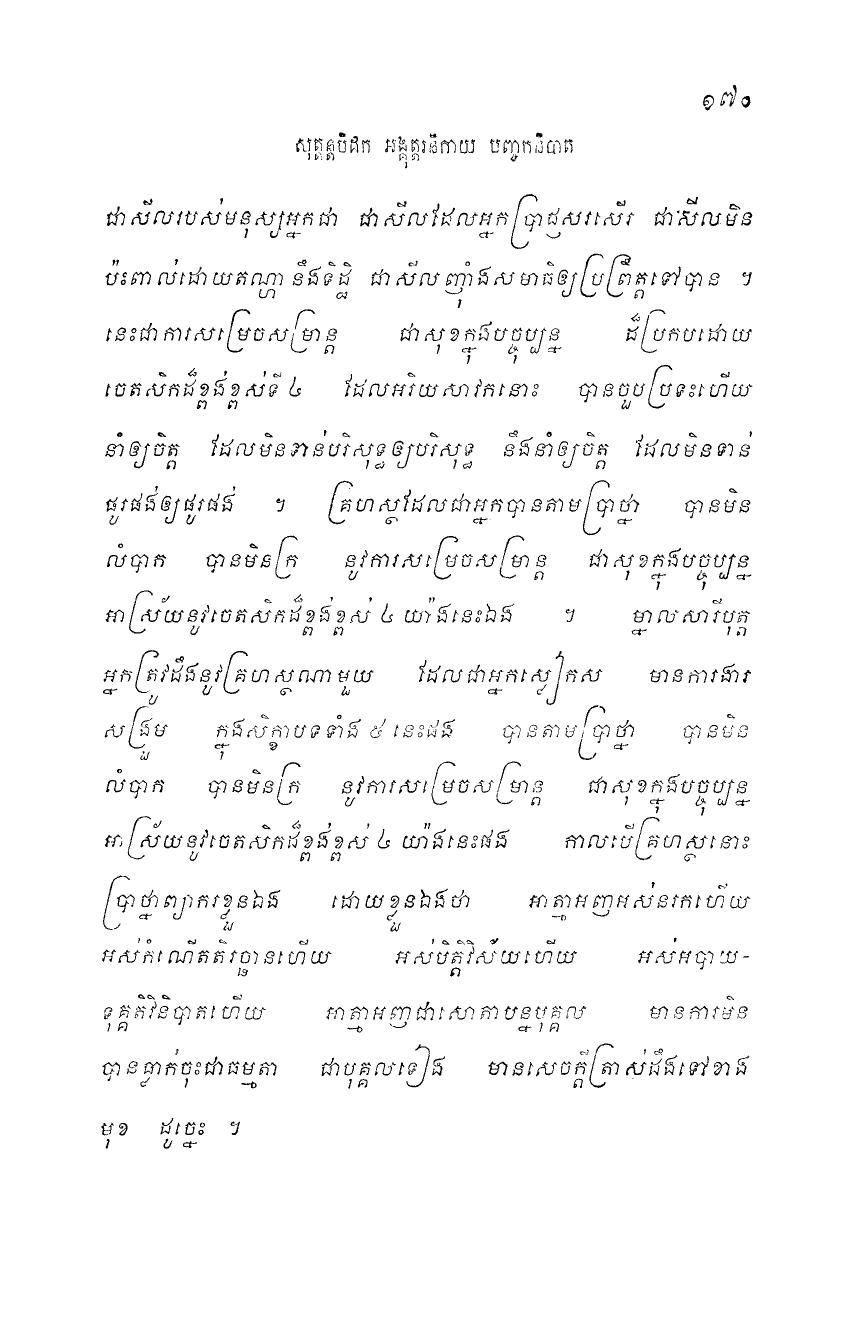 ១៧០
សុត្តន្តបិដក អង្គុត្តរនិកាយ បញ្ចកនិបាត
ជាសីលរបស់មនុស្សអ្នកជា ជាសីលដែលអ្នកប្រាជ្ញសរសើរ ជាសីលមិន
ប៉ះពាល់ដោយតណ្ហា នឹងទិដ្ឋិ ជាសីលញុំាងសមាធិឲ្យប្រព្រឹត្តទៅបាន ។
នេះជាការសម្រេចសម្រាន្ត ជាសុខក្នុងបច្ចុប្បន្ន ដ៏ប្រកបដោយ
ចេតសិកដ៏ខ្ពង់ខ្ពស់ទី ៤ ដែលអរិយសាវកនោះ បានចួបប្រទះហើយ
នាំឲ្យចិត្ត ដែលមិនទាន់បរិសុទ្ធឲ្យបរិសុទ្ធ នឹងនាំឲ្យចិត្ត ដែលមិនទាន់
ផូរផង់ឲ្យផូរផង់ ។ គ្រហស្ថដែលជាអ្នកបានតាមប្រាថ្នា បានមិន
លំបាក បានមិនក្រ នូវការសម្រេចសម្រាន្ត ជាសុខក្នុងបច្ចុប្បន្ន
អាស្រ័យនូវចេតសិកដ៏ខ្ពង់ខ្ពស់ ៤ យ៉ាងនេះឯង ។ ម្នាលសារីបុត្ត
អ្នកត្រូវដឹងនូវគ្រហស្ថណាមួយ ដែលជាអ្នកស្លៀកស មានការងារ
សង្រួម ក្នុងសិក្ខាបទទាំង ៥ នេះផង បានតាមប្រាថ្នា បានមិន
លំបាក បានមិនក្រ នូវការសម្រេចសម្រាន្ត ជាសុខក្នុងបច្ចុប្បន្ន
អាស្រ័យនូវចេតសិកដ៏ខ្ពង់ខ្ពស់ ៤ យ៉ាងនេះផង កាលបើគ្រហស្ថនោះ
ប្រាថ្នាព្យាករខ្លួនឯង ដោយខ្លួនឯងថា អាត្មាអញអស់នរកហើយ
អស់កំណើតតិរច្ឆានហើយ អស់បិត្តិវិស័យហើយ អស់អបាយ-
ទុគ្គតិវិនិបាតហើយ អាត្មាអញជាសោតាបន្នបុគ្គល មានការមិន
បានធ្លាក់ចុះជាធម្មតា ជាបុគ្គលទៀង មានសេចក្តីត្រាស់ដឹងទៅខាង
មុខ ដូច្នេះ ។